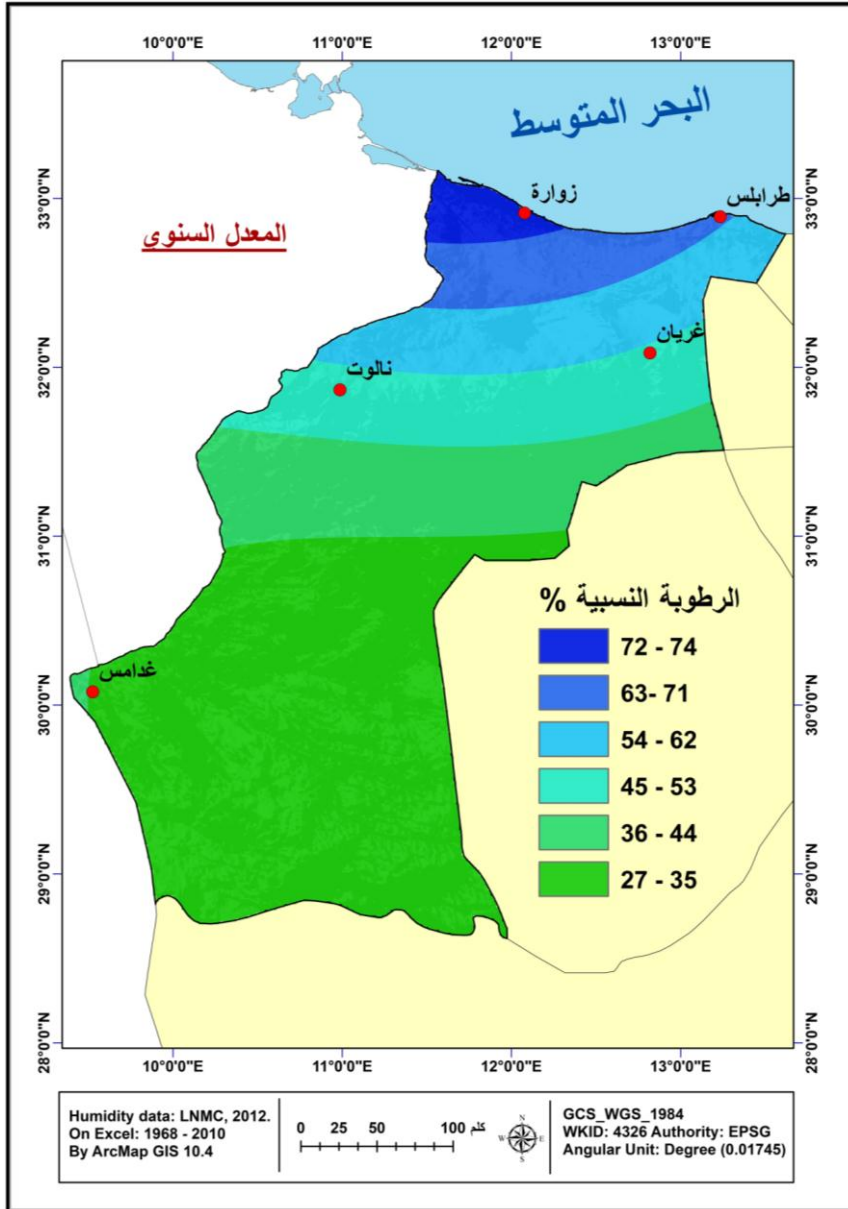 10°0'0"E 11°0'0"E 12°0'0"E 13°0'0"E
البحر المتوسط
33°0'0"N 33°0'0"N
زوارة
طرابلس
المعدل السنوي
غريان
32°0'0"N 32°0'0"N
نالوت
31°0'0"N 31°0'0"N
الرطوبة النسبية %
72 - 74
غدامس
63- 71
30°0'0"N 30°0'0"N
54 - 62
45 - 53
36 - 44
29°0'0"N 29°0'0"N
27 - 35
28°0'0"N 28°0'0"N
10°0'0"E 11°0'0"E 12°0'0"E 13°0'0"E
Humidity data: LNMC, 2012.
On Excel: 1968 - 2010
By ArcMap GIS 10.4
0 25 50 100 كلم
N
W E
S
GCS_WGS_1984
WKID: 4326 Authority: EPSG
Angular Unit: Degree (0.01745)